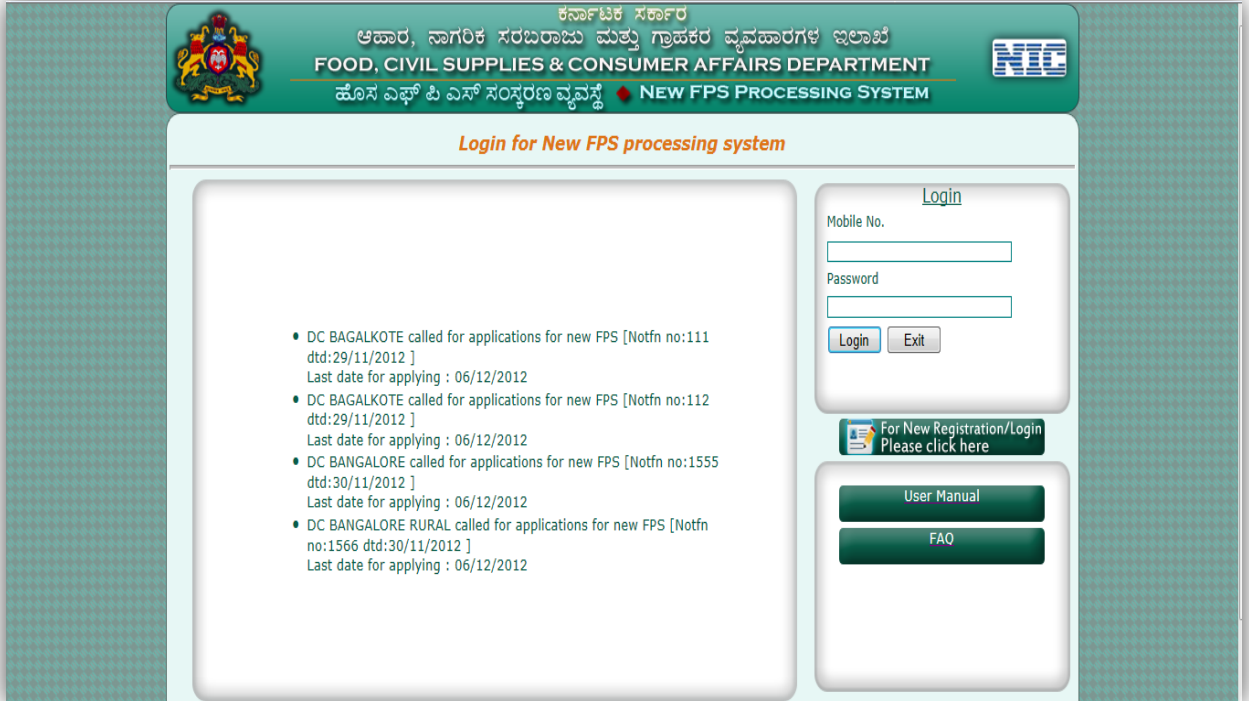 ಕರ್ನಾಟಕ ಸರ್ಕಾರ
ಆಹಾರ, ನಾಗರಿಕ ಸರಬರಾಜು ಮತ್ತು ಗ್ರಾಹಕರ ವ್ಯವಹಾರಗಳ ಇಲಾಖೆ
FOOD, CIVIL SUPPLIES & CONSUMER AFFAIRS DEPARTMENT
ಹೊಸ ಎಫ್ ಪಿ ಎಸ್ ಸಂಸ್ಕರಣ ವ್ಯವಸ್ಥೆ ◆ NEW FPS PROCESSING SYSTEM
NIC
Login for New FPS processing system
• DC BAGALKOTE called for applications for new FPS [Notfn no:111
dtd:29/11/2012 ]
Last date for applying : 06/12/2012
• DC BAGALKOTE called for applications for new FPS [Notfn no:112
dtd:29/11/2012 ]
Last date for applying : 06/12/2012
• DC BANGALORE called for applications for new FPS [Notfn no:1555
dtd:30/11/2012 ]
Last date for applying : 06/12/2012
• DC BANGALORE RURAL called for applications for new FPS [Notfn
no:1566 dtd:30/11/2012 ]
Last date for applying : 06/12/2012
Login
Mobile No.
Password
Login Exit
For New Registration/Login
Please click here
User Manual
FAQ